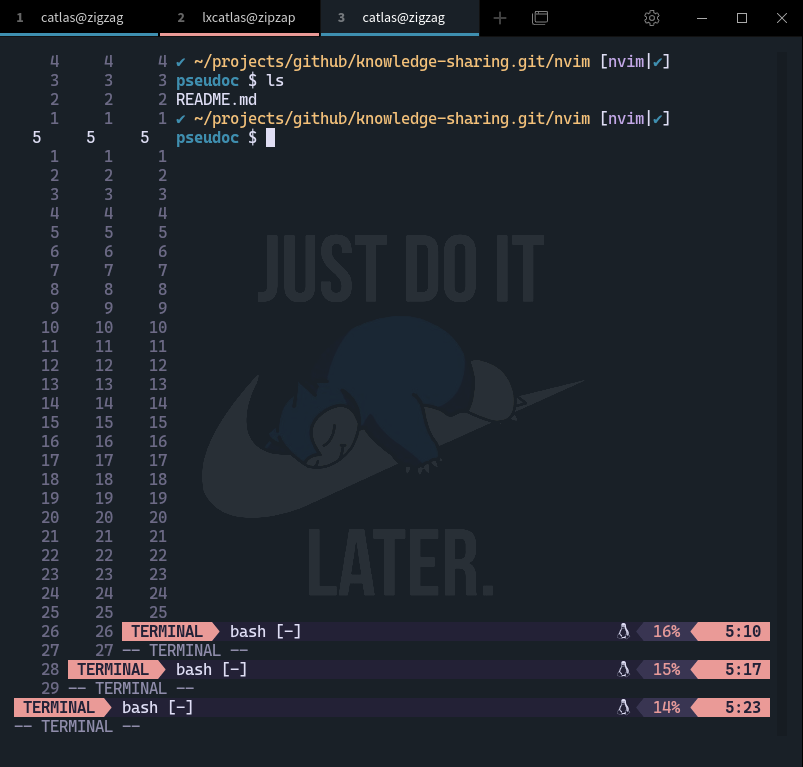 1 catlas@zigzag 2 lxcatlas@zipzap 3 catlas@zigzag
4 4 4 ✔ ~/projects/github/knowledge-sharing.git/nvim [nvim|✔]
3 3 3 pseudoc $ ls
2 2 2 README.md
1 1 1 ✔ ~/projects/github/knowledge-sharing.git/nvim [nvim|✔]
5 5 5 pseudoc $
1 1 1
2 2 2
3 3 3
4 4 4
5 5 5
6 6 6
7 7 7
8 8 8
9 9 9
10 10 10
11 11 11
12 12 12
13 13 13
14 14 14
15 15 15
16 16 16
17 17 17
18 18 18
19 19 19
20 20 20
21 21 21
22 22 22
23 23 23
24 24 24
25 25 25
JUST DO IT
LATER.
26 26 TERMINAL bash [-] 16% 5:10
27 27 -- TERMINAL --
28 TERMINAL bash [-] 15% 5:17
29 -- TERMINAL --
TERMINAL bash [-] 14% 5:23
-- TERMINAL --